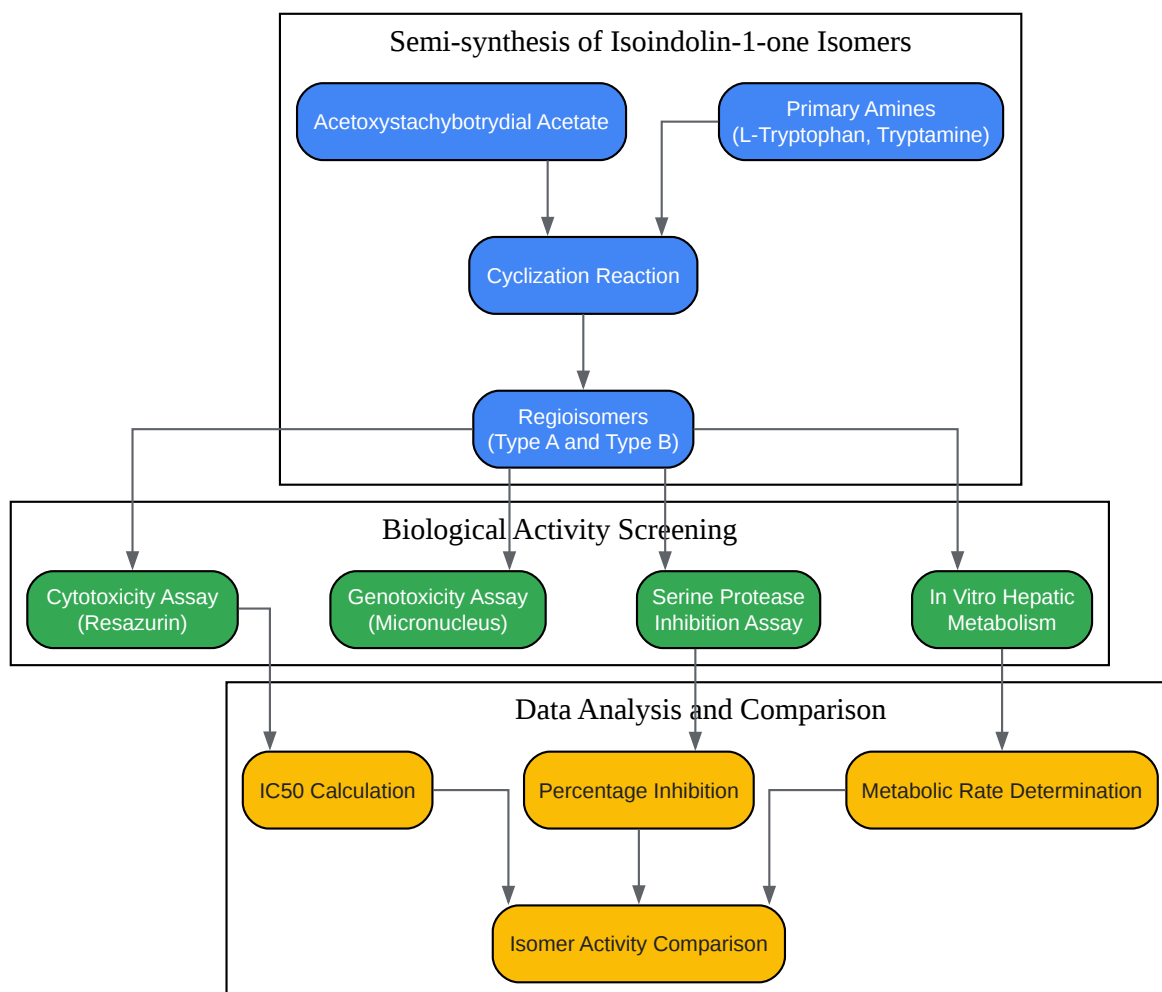 Semi-synthesis of Isoindolin-1-one Isomers
Acetoxystachybotrydial Acetate
Primary Amines
(L-Tryptophan, Tryptamine)
Cyclization Reaction
Regioisomers
(Type A and Type B)
Biological Activity Screening
Cytotoxicity Assay
(Resazurin)
Genotoxicity Assay
(Micronucleus)
Serine Protease
Inhibition Assay
In Vitro Hepatic
Metabolism
Data Analysis and Comparison
IC50 Calculation
Percentage Inhibition
Metabolic Rate Determination
Isomer Activity Comparison